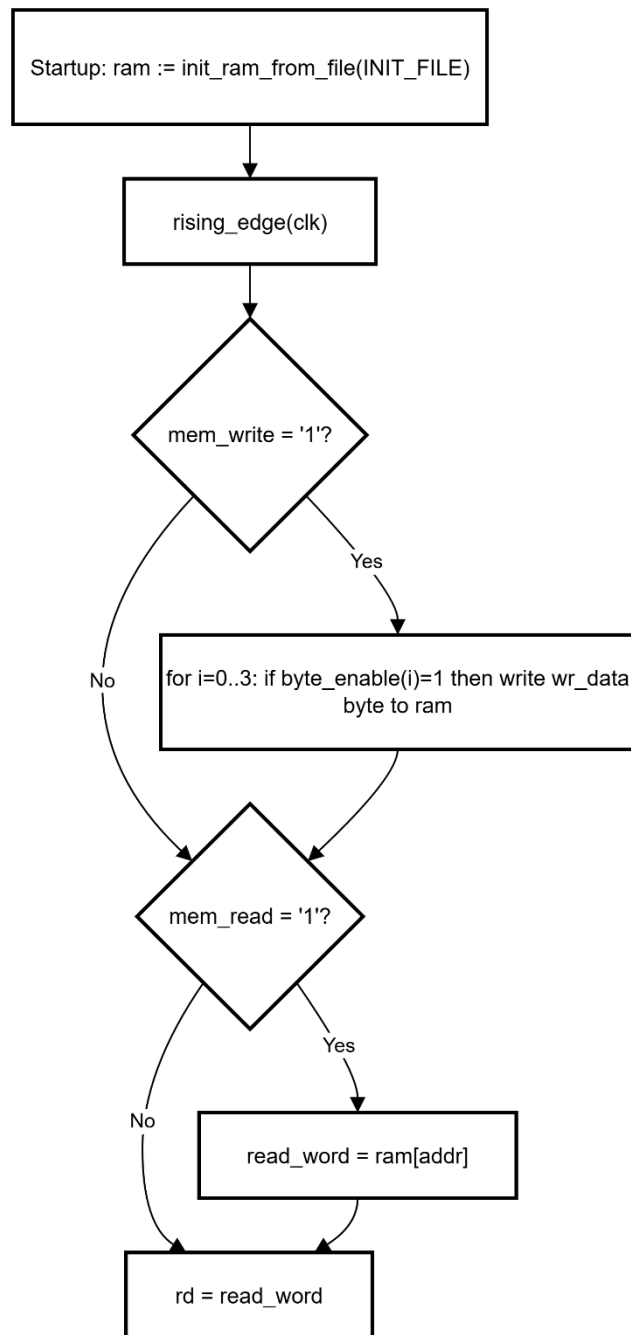 Startup: ram := init_ram_from_file(INIT_FILE)
rising_edge(clk)
mem_write = '1'?
Yes
for i=0..3: if byte_enable(i)=1 then write wr_data
byte to ram
No
mem_read = '1'?
Yes
No
read_word = ram[addr]
rd = read_word